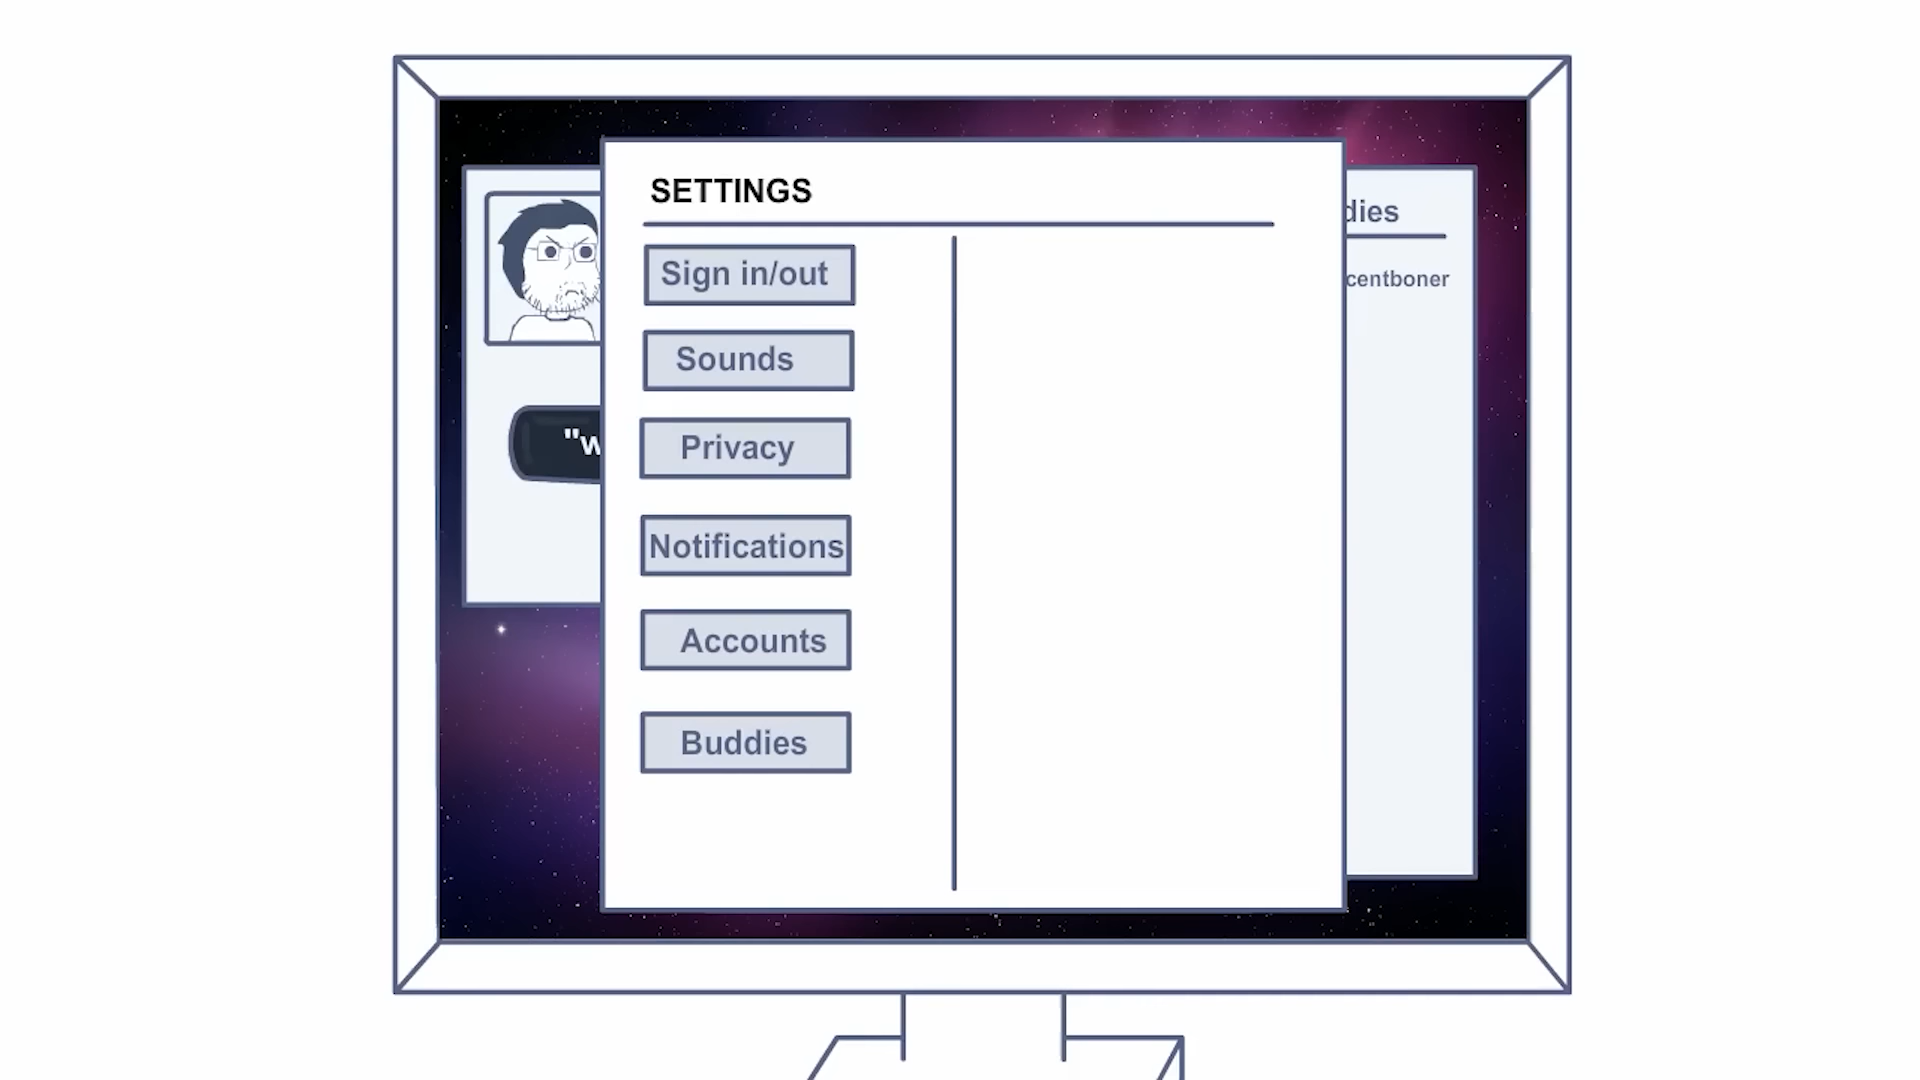 SETTINGS
Sign in/out
Sounds
Privacy
Notifications
Accounts
Buddies
dies
centboner
"w